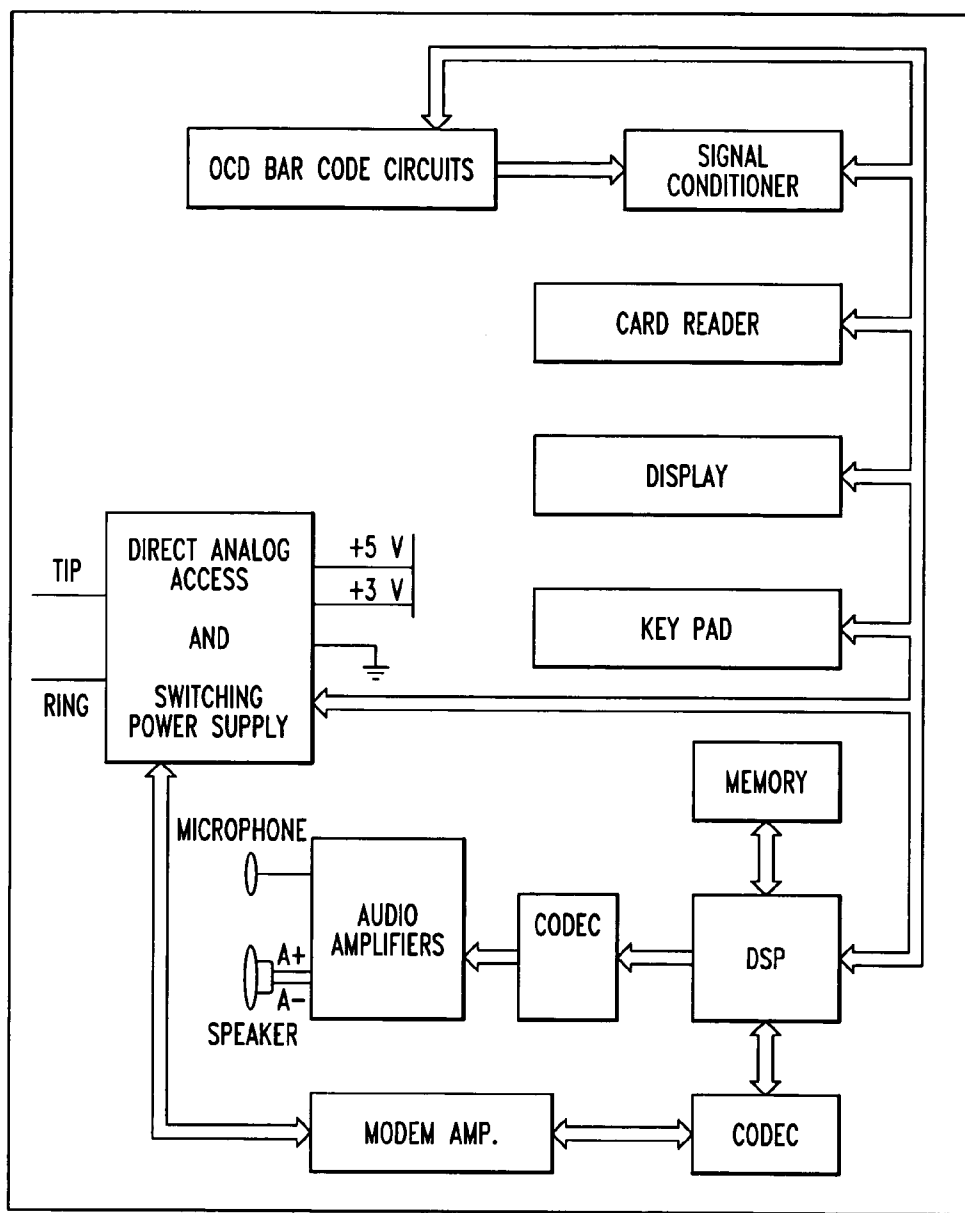 OCD BAR CODE CIRCUITS
SIGNAL
CONDITIONER
CARD READER
DISPLAY
TIP
RING
DIRECT ANALOG
ACCESS
AND
SWITCHING
POWER SUPPLY
+5 V
+3 V
KEY PAD
MEMORY
MICROPHONE
AUDIO
AMPLIFIERS
A+
A-
SPEAKER
CODEC
DSP
MODEM AMP.
CODEC